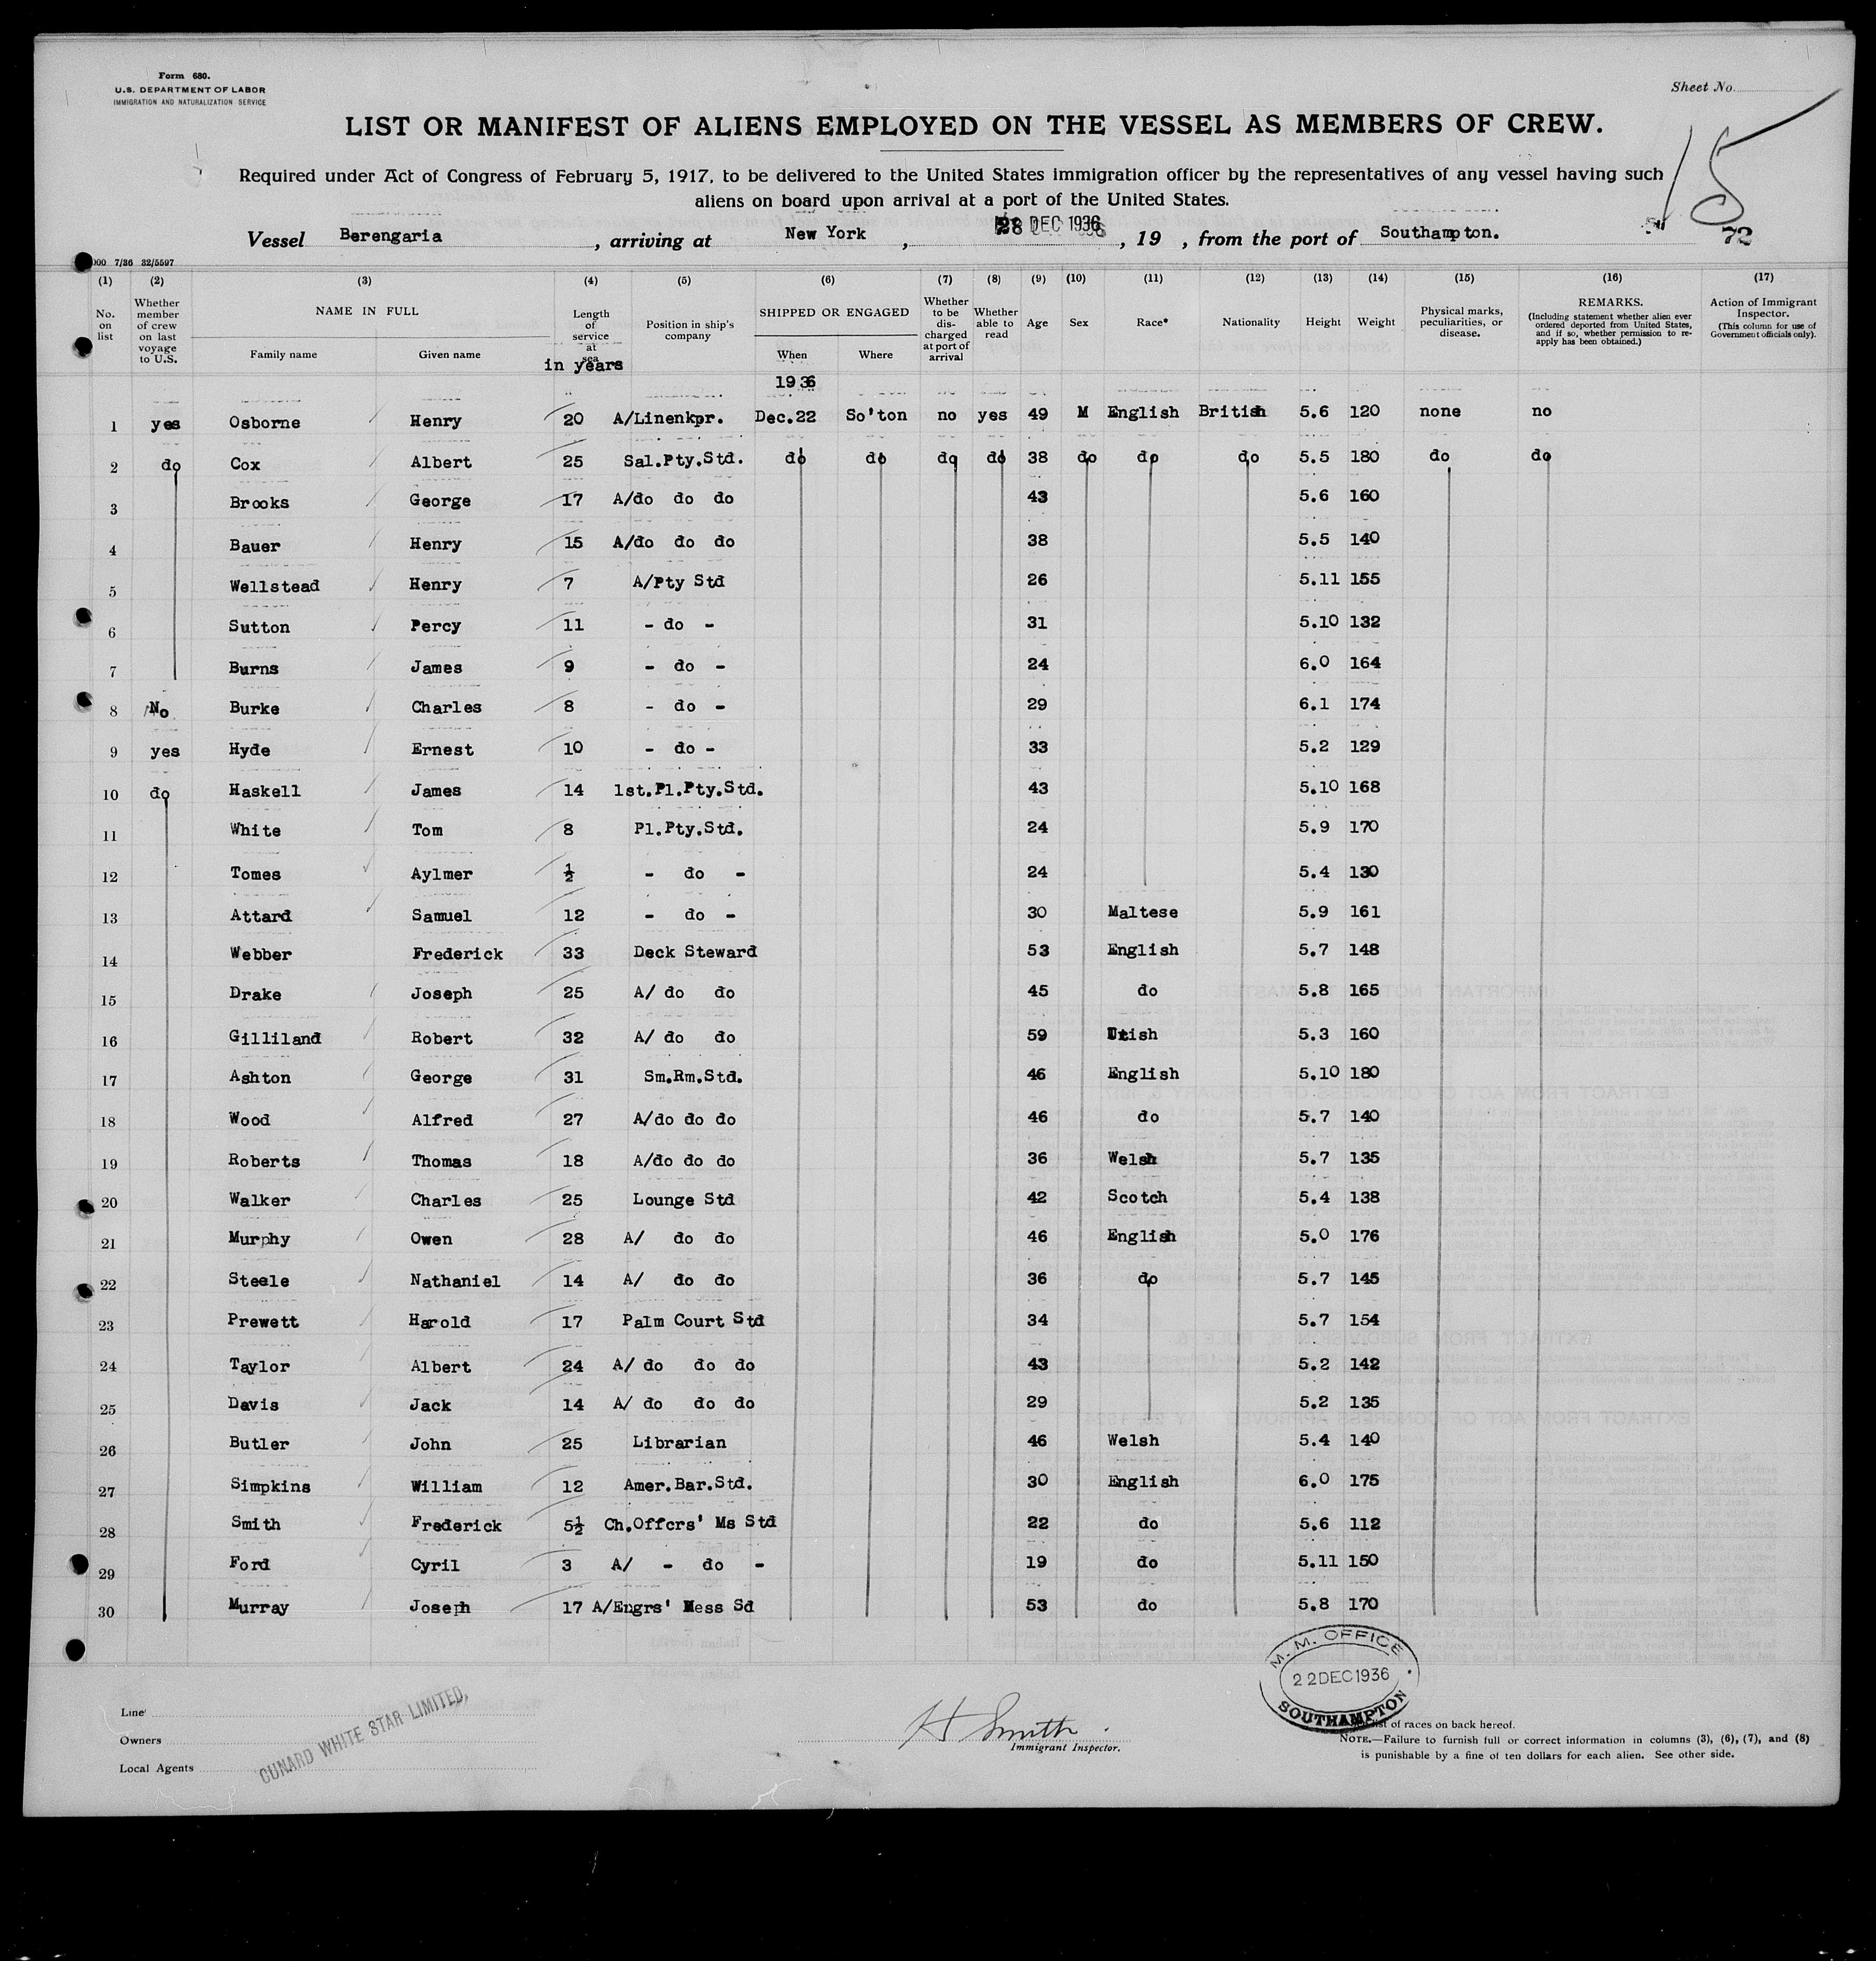 Form 680.
U.S. DEPARTMENT OF LABOR
IMMIGRATION AND NATURALIZATION SERVICE
Sheet No.
LIST OR MANIFEST OF ALIENS EMPLOYED ON THE VESSEL AS MEMBERS OF CREW.
15
Required under Act of Congress of February 5, 1917, to be delivered to the United States immigration officer by the representatives of any vessel having such
aliens on board upon arrival at a port of the United States.
Vessel Berengaria, arriving at New York, 28 DEC 1936, 19 , from the port of Southampton.
72
000 7/36 32/5597
(1) (2) (3) (4) (5) (6) (7) (8) (9) (10) (11) (12) (13) (14) (15) (16) (17)
No. on list
Whether member of crew on last voyage to U.S.
NAME IN FULL
Family name Given name
Length of service at sea
in years
Position in ship's company
SHIPPED OR ENGAGED
When Where
Whether to be discharged at port of arrival
Whether able to read
Age Sex Race* Nationality Height Weight
Physical marks, peculiarities, or disease.
REMARKS.
(Including statement whether alien ever ordered deported from United States, and if so, whether permission to reapply has been obtained.)
Action of Immigrant Inspector.
(This column for use of Government officials only).
1936
1 yes Osborne Henry 20 A/Linenkpr. Dec.22 So'ton no yes 49 M English British 5.6 120 none no
2 do Cox Albert 25 Sal.Pty.Std. do do do do 38 do do do 5.5 180 do do
3 Brooks George 17 A/do do do 43 5.6 160
4 Bauer Henry 15 A/do do do 38 5.5 140
5 Wellstead Henry 7 A/Pty Std 26 5.11 155
6 Sutton Percy 11 - do - 31 5.10 132
7 Burns James 9 - do - 24 6.0 164
8 No Burke Charles 8 - do - 29 6.1 174
9 yes Hyde Ernest 10 - do - 33 5.2 129
10 do Haskell James 14 1st.Pl.Pty.Std. 43 5.10 168
11 White Tom 8 Pl.Pty.Std. 24 5.9 170
12 Tomes Aylmer ½ - do - 24 5.4 130
13 Attard Samuel 12 - do - 30 Maltese 5.9 161
14 Webber Frederick 33 Deck Steward 53 English 5.7 148
15 Drake Joseph 25 A/ do do 45 do 5.8 165
16 Gilliland Robert 32 A/ do do 59 5.3 160
17 Ashton George 31 Sm.Rm.Std. 46 English 5.10 180
18 Wood Alfred 27 A/do do do 46 do 5.7 140
19 Roberts Thomas 18 A/do do do 36 Welsh 5.7 135
20 Walker Charles 25 Lounge Std 42 Scotch 5.4 138
21 Murphy Owen 28 A/ do do 46 English 5.0 176
22 Steele Nathaniel 14 A/ do do 36 do 5.7 145
23 Prewett Harold 17 Palm Court Std 34 5.7 154
24 Taylor Albert 24 A/ do do do 43 5.2 142
25 Davis Jack 14 A/ do do do 29 5.2 135
26 Butler John 25 Librarian 46 Welsh 5.4 140
27 Simpkins William 12 Amer.Bar.Std. 30 English 6.0 175
28 Smith Frederick 5½ Ch.Offcrs' Ms Std 22 do 5.6 112
29 Ford Cyril 3 A/ - do - 19 do 5.11 150
30 Murray Joseph 17 A/Engrs' Mess Sd 53 do 5.8 170
M. M. OFFICE
22 DEC 1936
SOUTHAMPTON
Line
Owners
Local Agents
CUNARD WHITE STAR LIMITED,
H Smith.
Immigrant Inspector.
list of races on back hereof.
NOTE.—Failure to furnish full or correct information in columns (3), (6), (7), and (8)
is punishable by a fine of ten dollars for each alien. See other side.